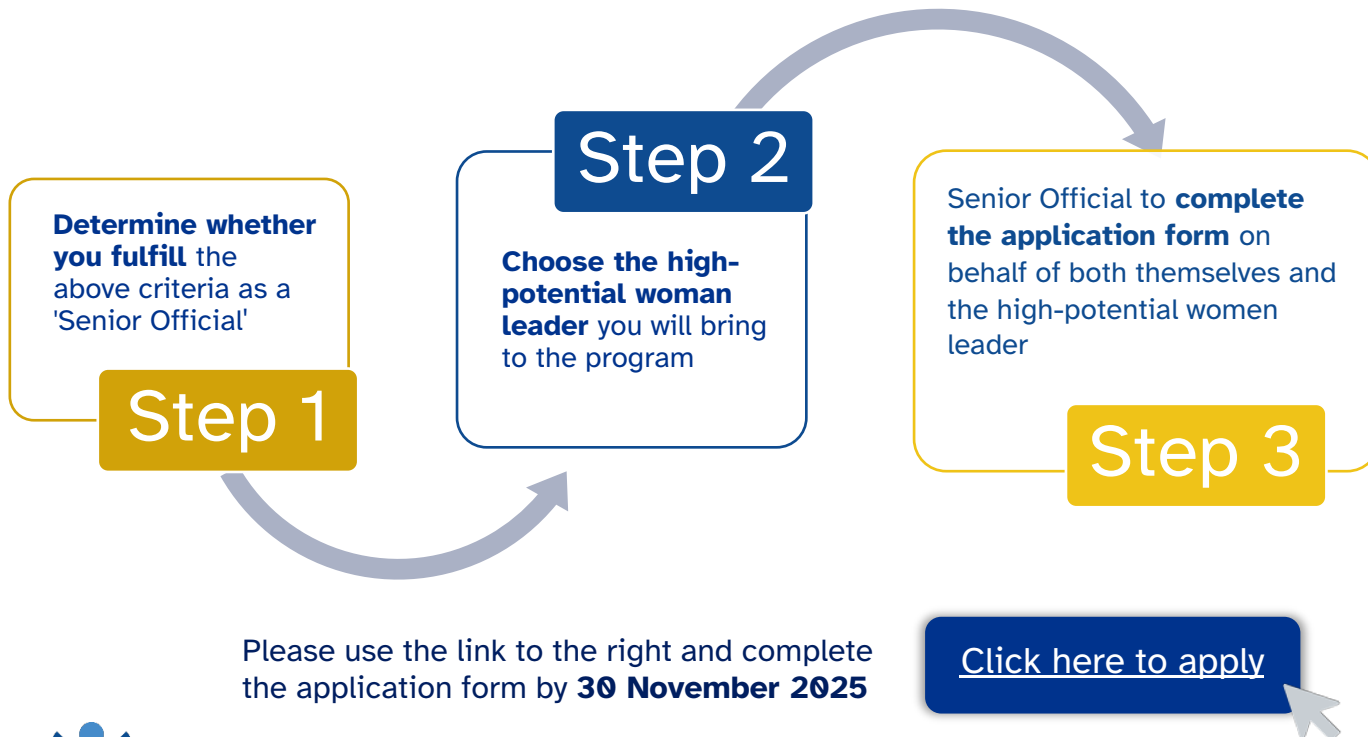 Determine whether
you fulfill the
above criteria as a
'Senior Official'
Step 1
Step 2
Choose the high-
potential woman
leader you will bring
to the program
Senior Official to complete
the application form on
behalf of both themselves and
the high-potential women
leader
Step 3
Please use the link to the right and complete
the application form by 30 November 2025
Click here to apply